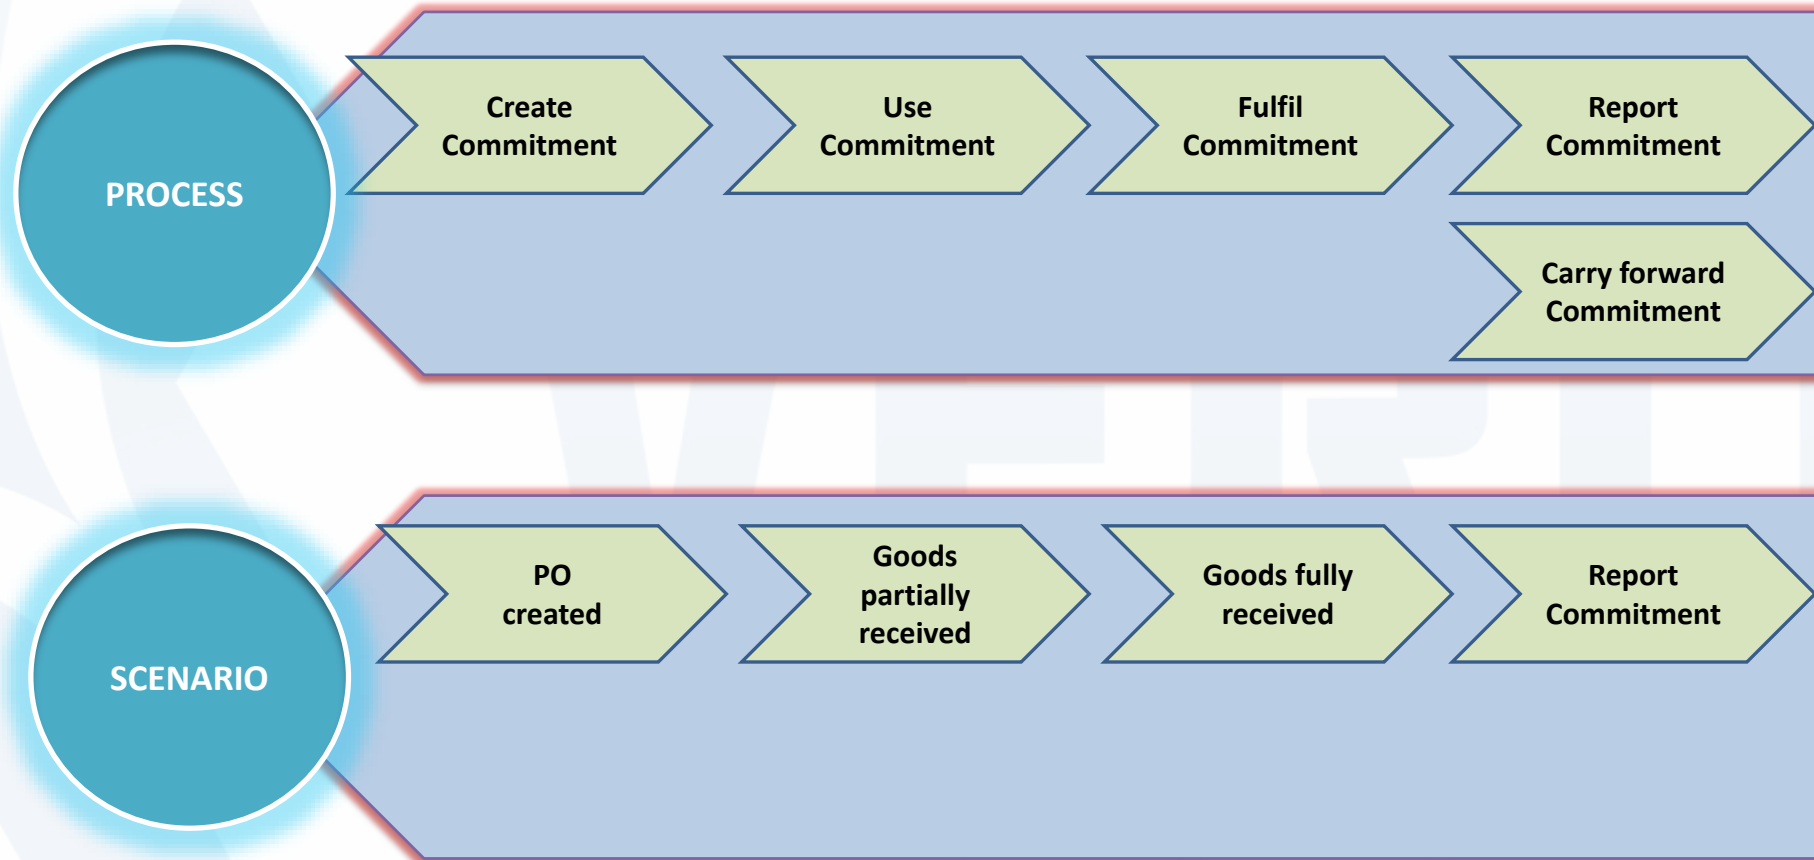 PROCESS
Create
Commitment
Use
Commitment
Fulfil
Commitment
Report
Commitment
Carry forward
Commitment
SCENARIO
PO
created
Goods
partially
received
Goods fully
received
Report
Commitment